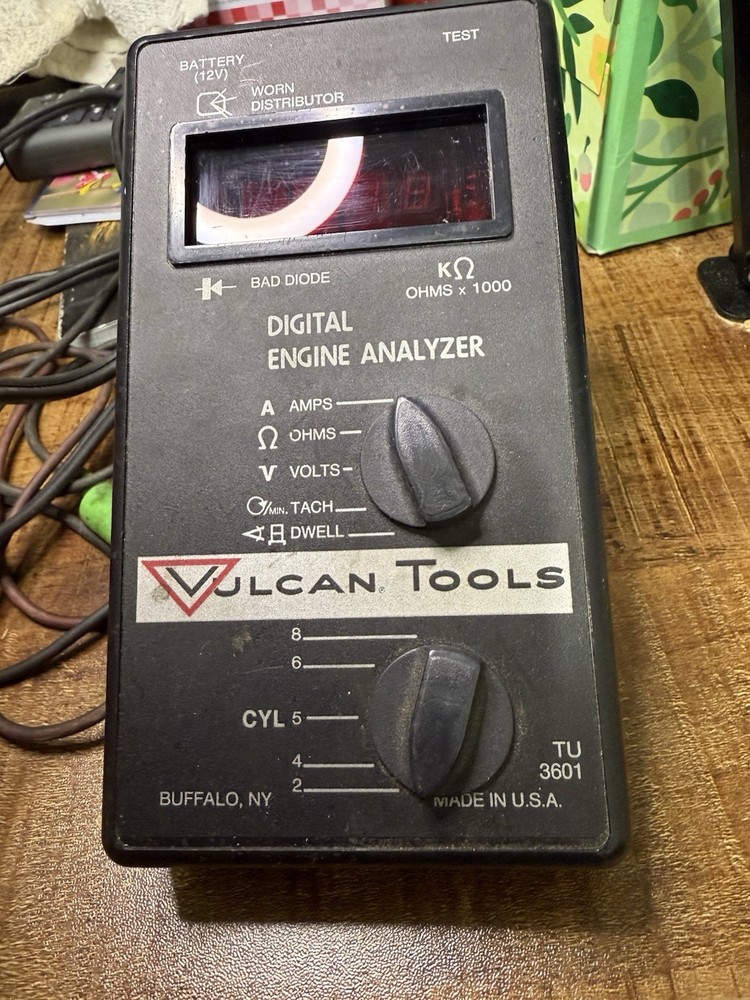 TEST
BATTERY
(12V)
WORN
DISTRIBUTOR
BAD DIODE
KΩ
OHMS x 1000
DIGITAL
ENGINE ANALYZER
A AMPS
Ω OHMS
V VOLTS
/MIN. TACH
DWELL
VULCAN® TOOLS
8
6
CYL 5
4
2
TU
3601
BUFFALO, NY
MADE IN U.S.A.